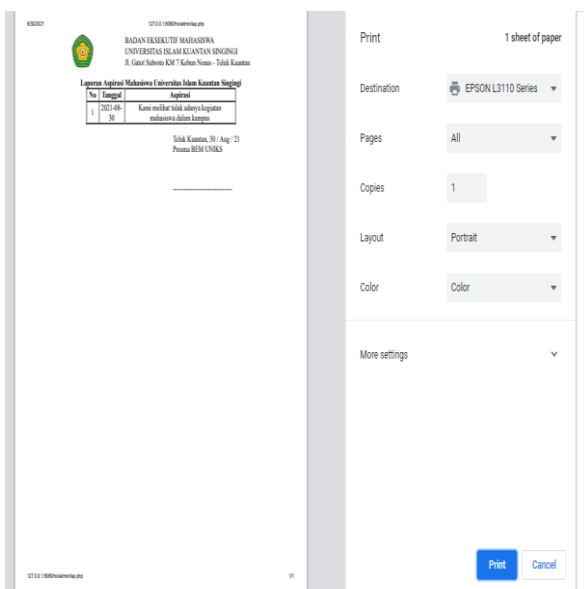 8/30/2021
127.0.0.1:8080/ho/admin/lap.php
BADAN EKSEKUTIF MAHASISWA
UNIVERSITAS ISLAM KUANTAN SINGINGI
Jl. Gatot Subroto KM 7 Kebun Nenas - Teluk Kuantan
Laporan Aspirasi Mahasiswa Universitas Islam Kuantan Singingi
No Tanggal Aspirasi
1 2021-08-30 Kami melihat tidak adanya kegiatan
mahasiswa dalam kampus
Teluk Kuantan, 30 / Aug / 21
Presma BEM UNIKS
1/1
Print 1 sheet of paper
Destination EPSON L3110 Series
Pages All
Copies 1
Layout Portrait
Color Color
More settings
Print Cancel